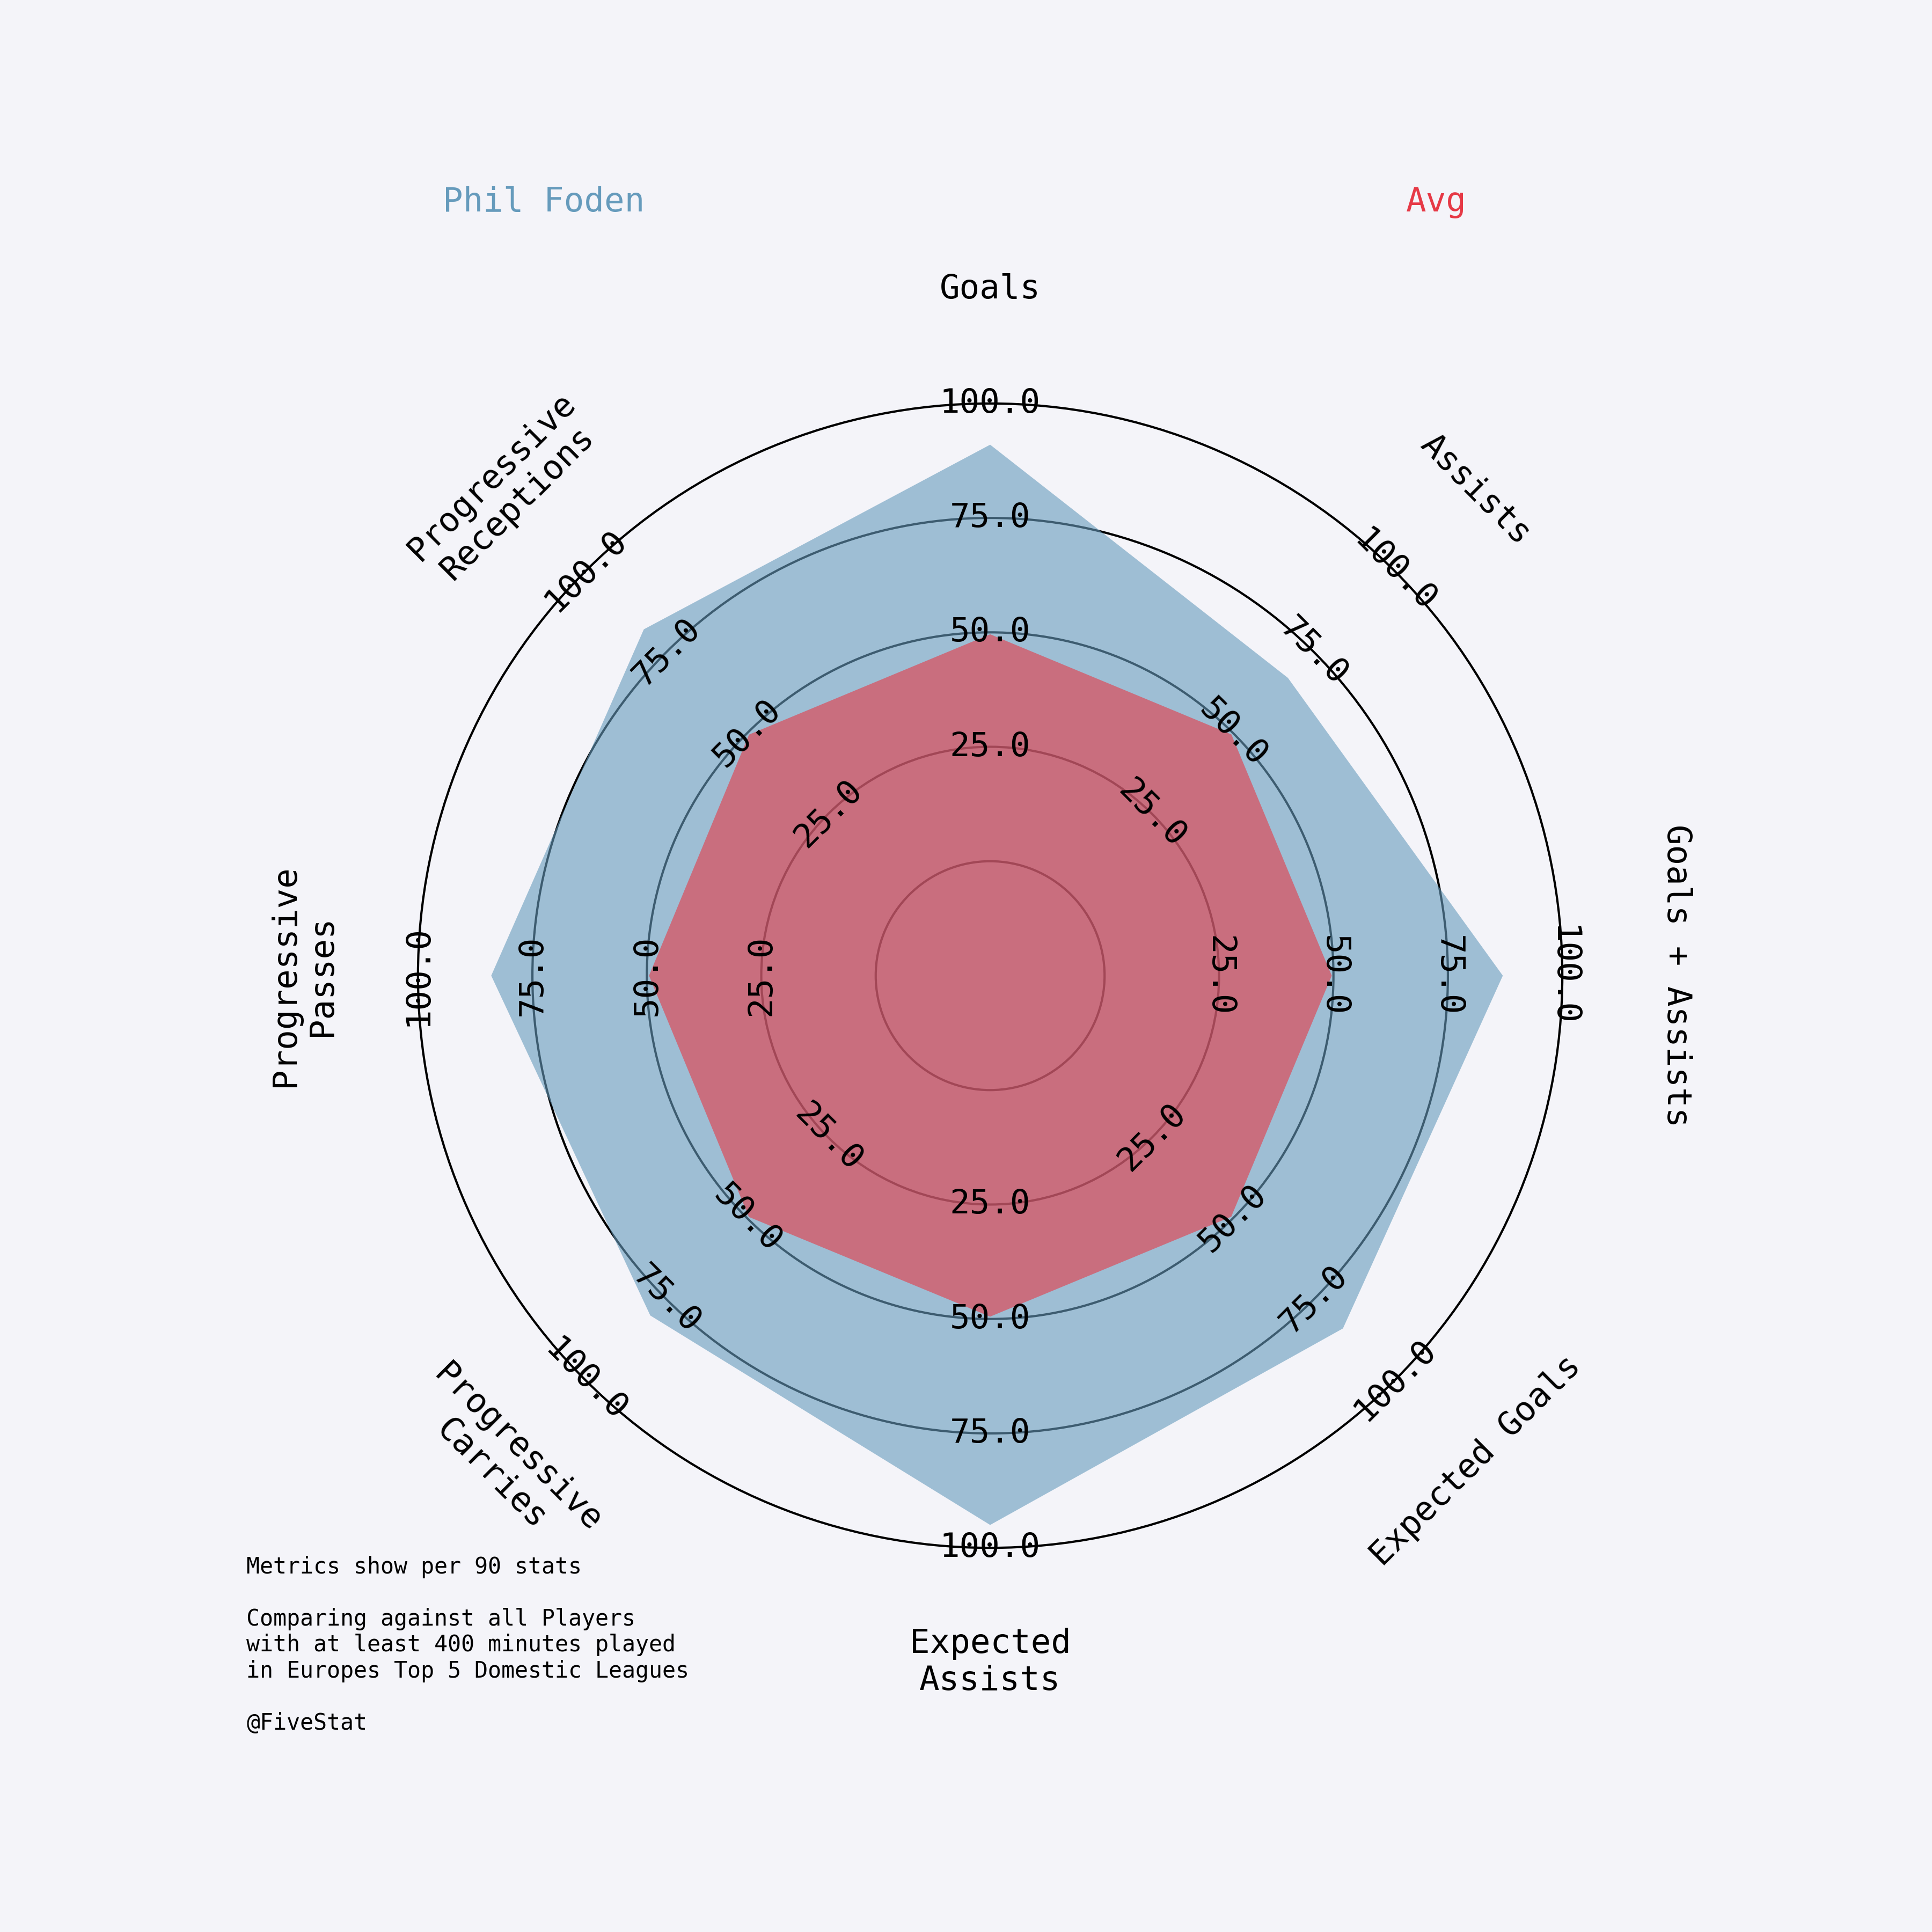 Phil Foden
Avg
Goals
Assists
Goals + Assists
Expected Goals
Expected
Assists
Progressive
Carries
Progressive
Passes
Progressive
Receptions
25.0
50.0
75.0
100.0
25.0
50.0
75.0
100.0
25.0
50.0
75.0
100.0
25.0
50.0
75.0
100.0
25.0
50.0
75.0
100.0
25.0
50.0
75.0
100.0
25.0
50.0
75.0
100.0
25.0
50.0
75.0
100.0
Metrics show per 90 stats
Comparing against all Players
with at least 400 minutes played
in Europes Top 5 Domestic Leagues
@FiveStat